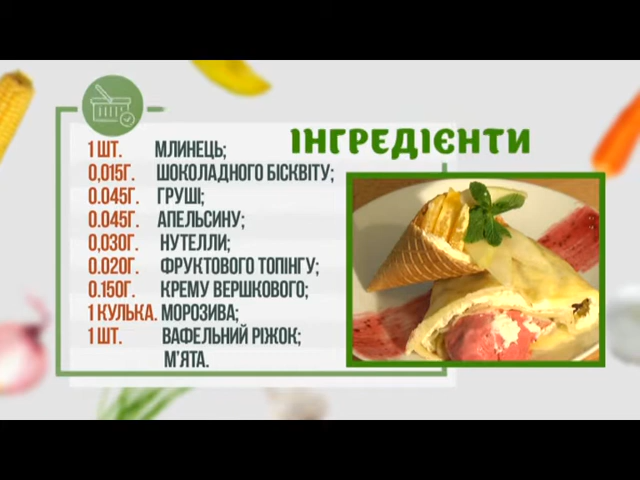 ІНГРЕДІЄНТИ
1 ШТ. МЛИНЕЦЬ;
0,015Г. ШОКОЛАДНОГО БІСКВІТУ;
0.045Г. ГРУШІ;
0.045Г. АПЕЛЬСИНУ;
0,030Г. НУТЕЛЛИ;
0.020Г. ФРУКТОВОГО ТОПІНГУ;
0.150Г. КРЕМУ ВЕРШКОВОГО;
1 КУЛЬКА. МОРОЗИВА;
1 ШТ. ВАФЕЛЬНИЙ РІЖОК;
М'ЯТА.